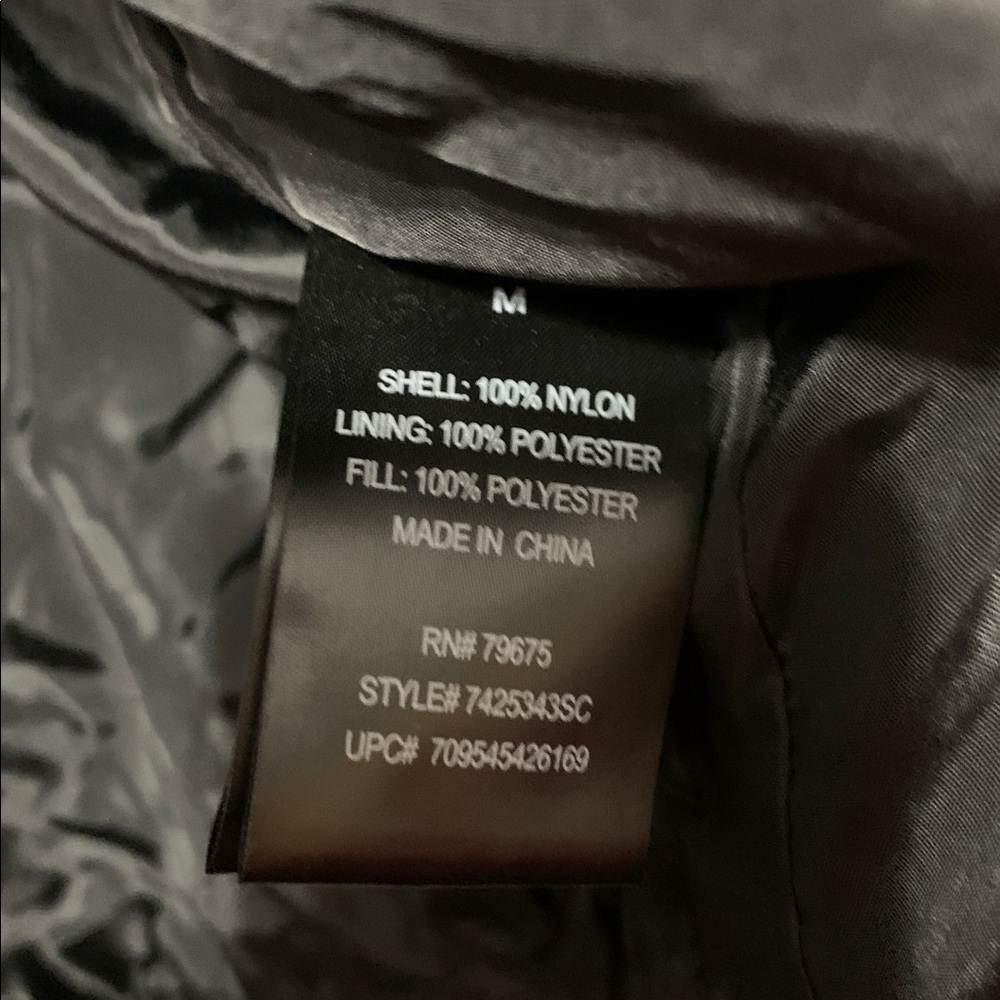 M
SHELL: 100% NYLON
LINING: 100% POLYESTER
FILL: 100% POLYESTER
MADE IN CHINA
RN# 79675
STYLE# 7425343SC
UPC# 709545426169